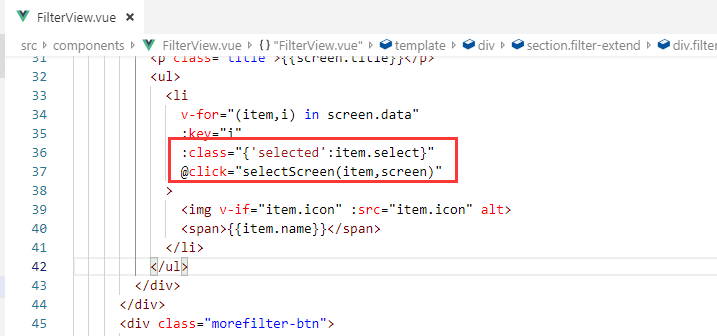 FilterView.vue ×
src > components > FilterView.vue > {} "FilterView.vue" > template > div > section.filter-extend > div.filter
31 <p class="title">{{screen.title}}</p>
32 <ul>
33 <li
34 v-for="(item,i) in screen.data"
35 :key="i"
36 :class="{'selected':item.select}"
37 @click="selectScreen(item,screen)"
38 >
39 <img v-if="item.icon" :src="item.icon" alt>
40 <span>{{item.name}}</span>
41 </li>
42 </ul>
43 </div>
44 </div>
45 <div class="morefilter-btn">